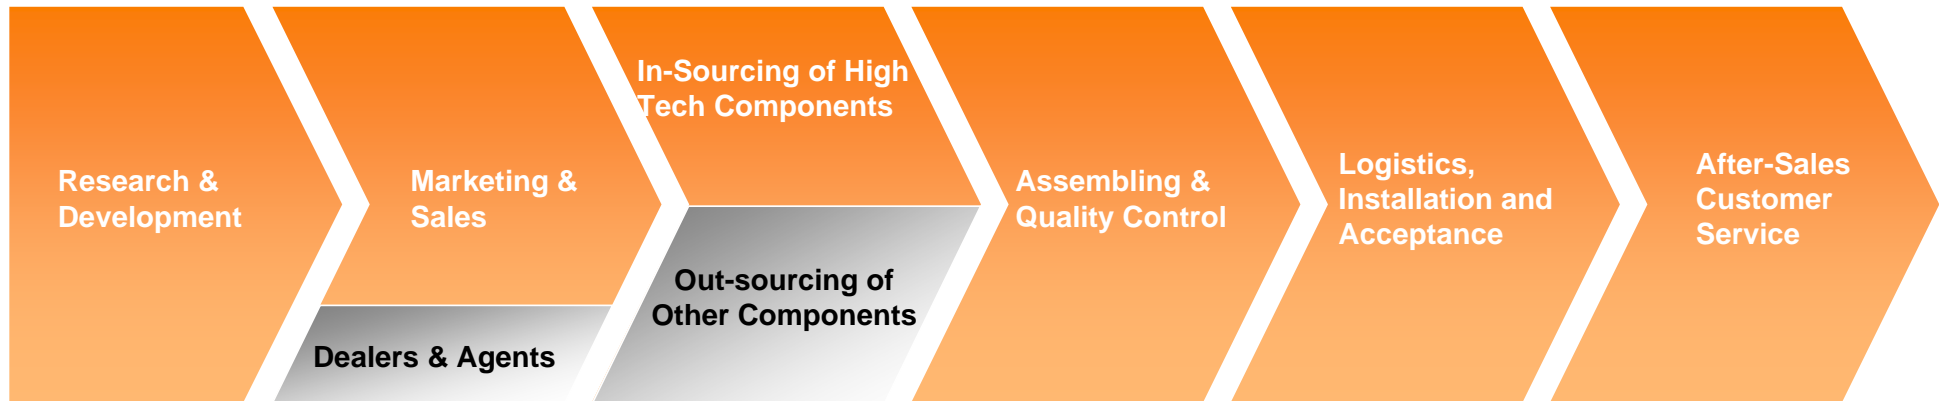 Research &
Development
Marketing &
Sales
Dealers & Agents
In-Sourcing of High
Tech Components
Out-sourcing of
Other Components
Assembling &
Quality Control
Logistics,
Installation and
Acceptance
After-Sales
Customer
Service